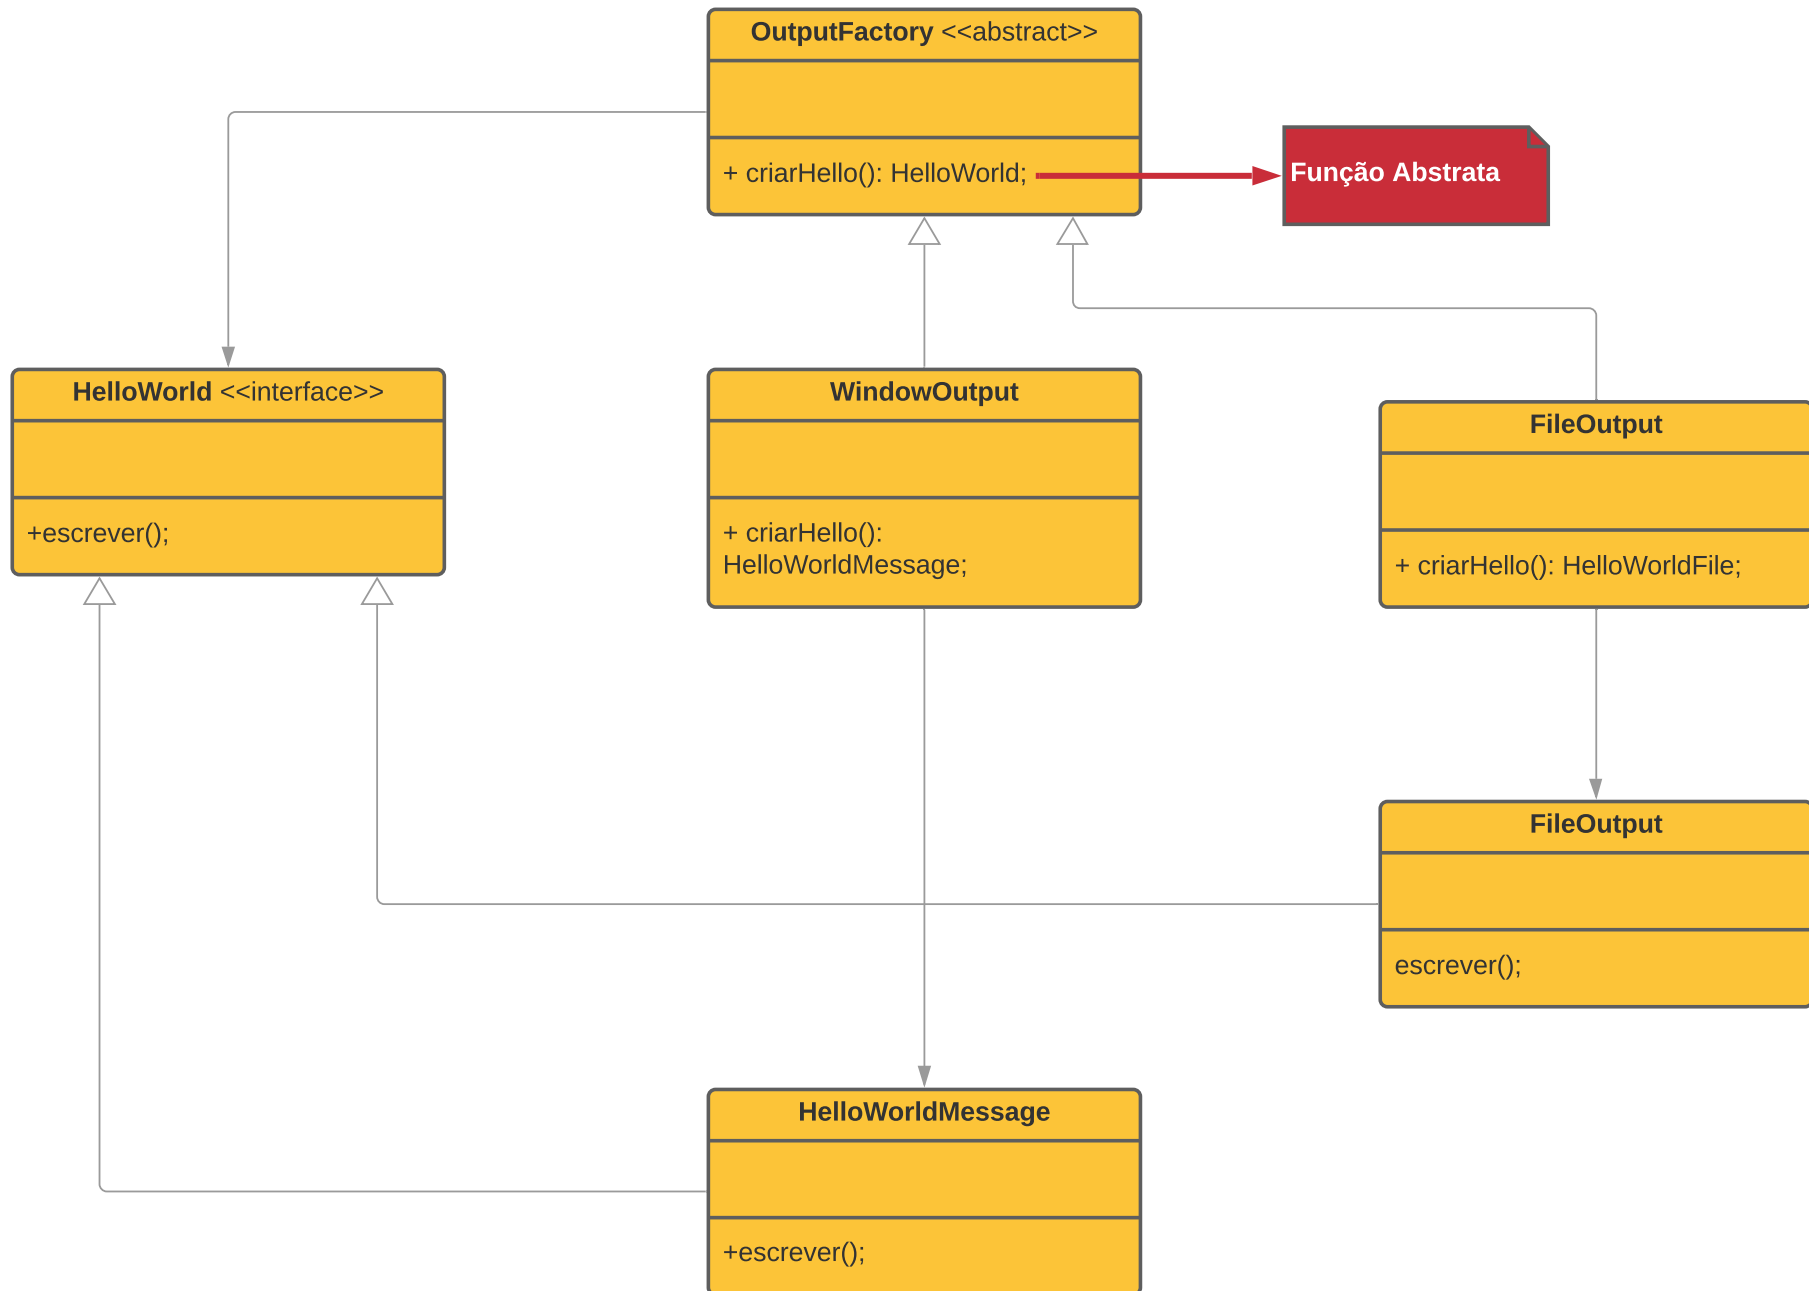 OutputFactory <<abstract>>
+ criarHello(): HelloWorld;
Função Abstrata
HelloWorld <<interface>>
+escrever();
WindowOutput
+ criarHello():
HelloWorldMessage;
FileOutput
+ criarHello(): HelloWorldFile;
FileOutput
escrever();
HelloWorldMessage
+escrever();